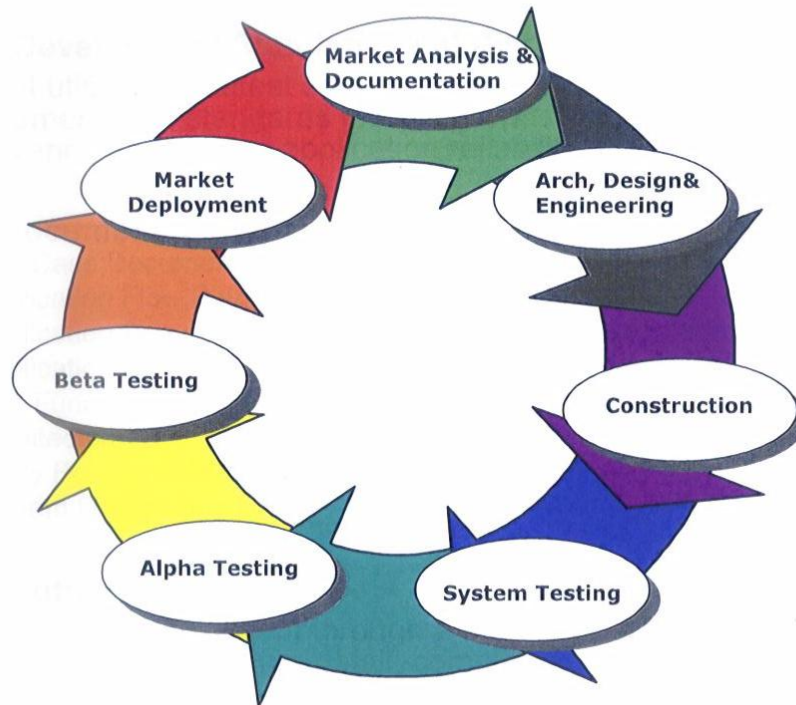 Market Analysis &
Documentation
Arch, Design&
Engineering
Construction
System Testing
Alpha Testing
Beta Testing
Market
Deployment